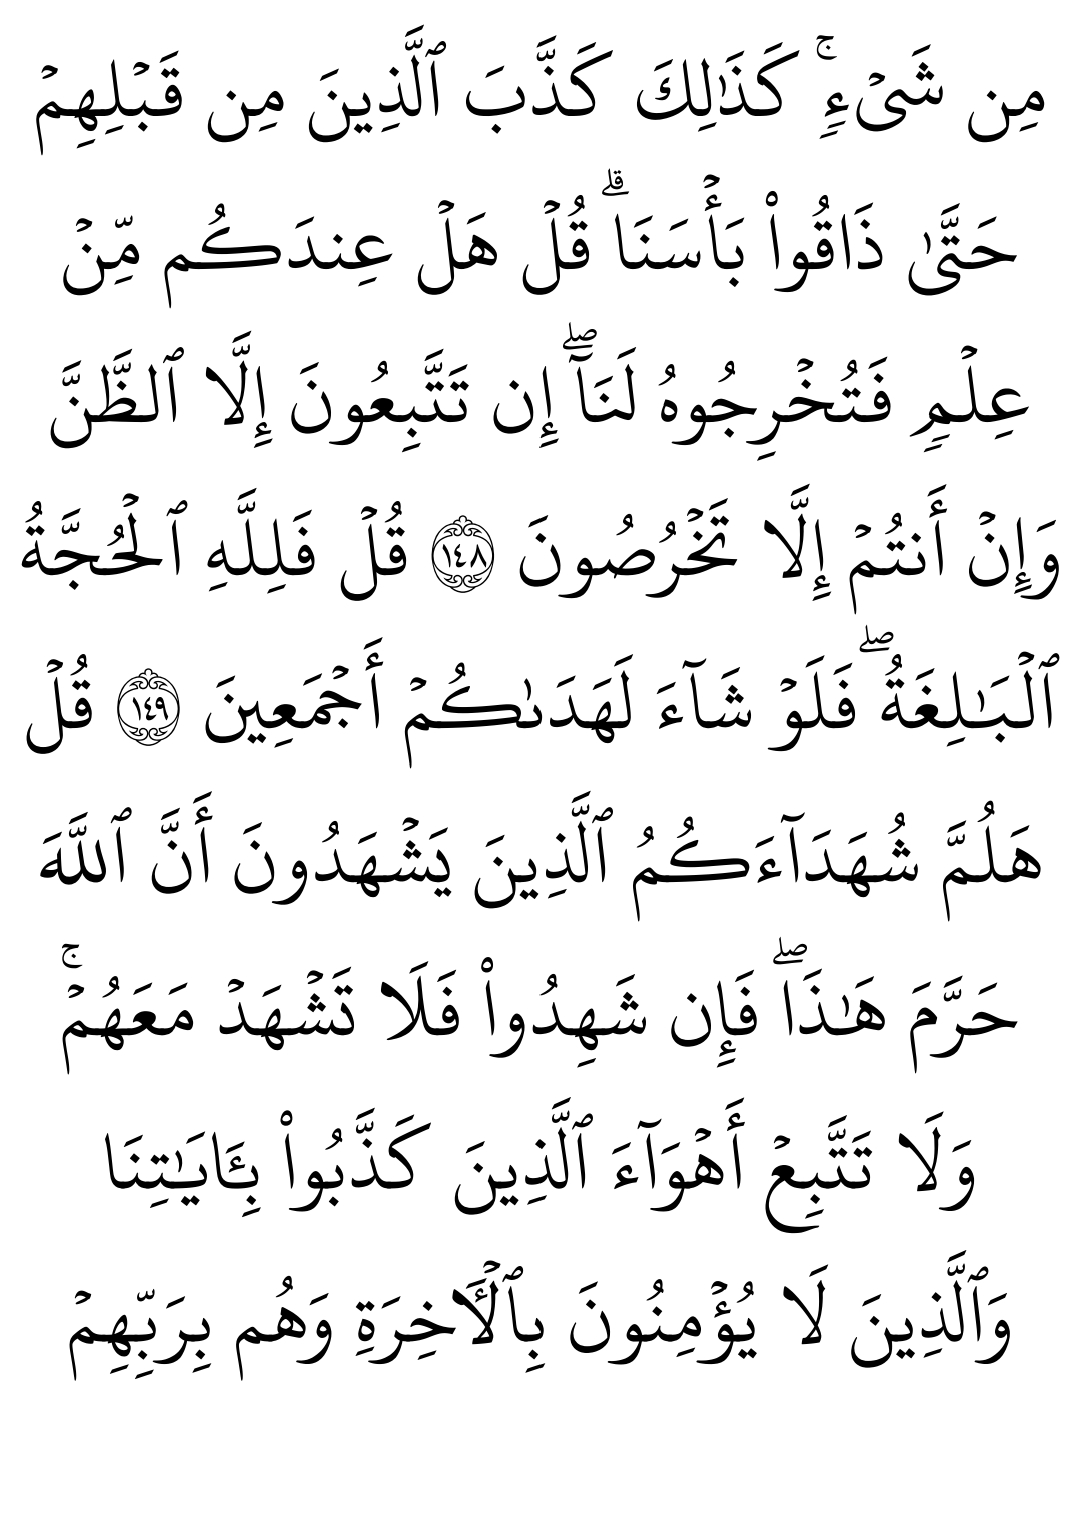 مِن شَىۡءٍۚ كَذَٰلِكَ كَذَّبَ ٱلَّذِينَ مِن قَبۡلِهِمۡ
حَتَّىٰ ذَاقُوا۟ بَأۡسَنَاۗ قُلۡ هَلۡ عِندَكُم مِّنۡ
عِلۡمٍ فَتُخۡرِجُوهُ لَنَآۖ إِن تَتَّبِعُونَ إِلَّا ٱلظَّنَّ
وَإِنۡ أَنتُمۡ إِلَّا تَخۡرُصُونَ ١٤٨ قُلۡ فَلِلَّهِ ٱلۡحُجَّةُ
ٱلۡبَـٰلِغَةُۖ فَلَوۡ شَآءَ لَهَدَىٰكُمۡ أَجۡمَعِينَ ١٤٩ قُلۡ
هَلُمَّ شُهَدَآءَكُمُ ٱلَّذِينَ يَشۡهَدُونَ أَنَّ ٱللَّهَ
حَرَّمَ هَـٰذَاۖ فَإِن شَهِدُوا۟ فَلَا تَشۡهَدۡ مَعَهُمۡۚ
وَلَا تَتَّبِعۡ أَهۡوَآءَ ٱلَّذِينَ كَذَّبُوا۟ بِـَٔايَـٰتِنَا
وَٱلَّذِينَ لَا يُؤۡمِنُونَ بِٱلۡـَٔاخِرَةِ وَهُم بِرَبِّهِمۡ